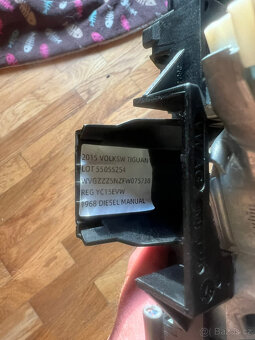 2015 VOLKSW TIGUAN
LOT 55055254
WVGZZZ5NZFW075738
REG YC15EVW
1968 DIESEL MANUAL